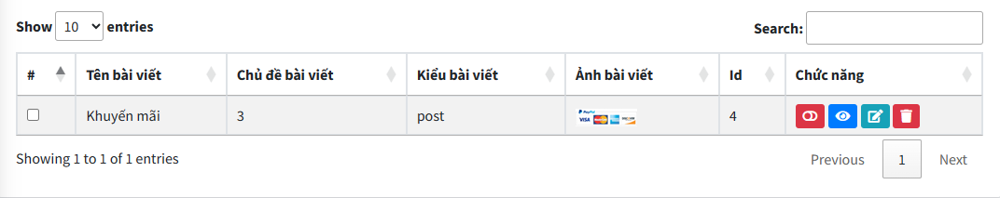 Show 10 entries Search:
# Tên bài viết Chủ đề bài viết Kiểu bài viết Ảnh bài viết Id Chức năng
Khuyến mãi 3 post PayPal VISA 4
Showing 1 to 1 of 1 entries Previous 1 Next